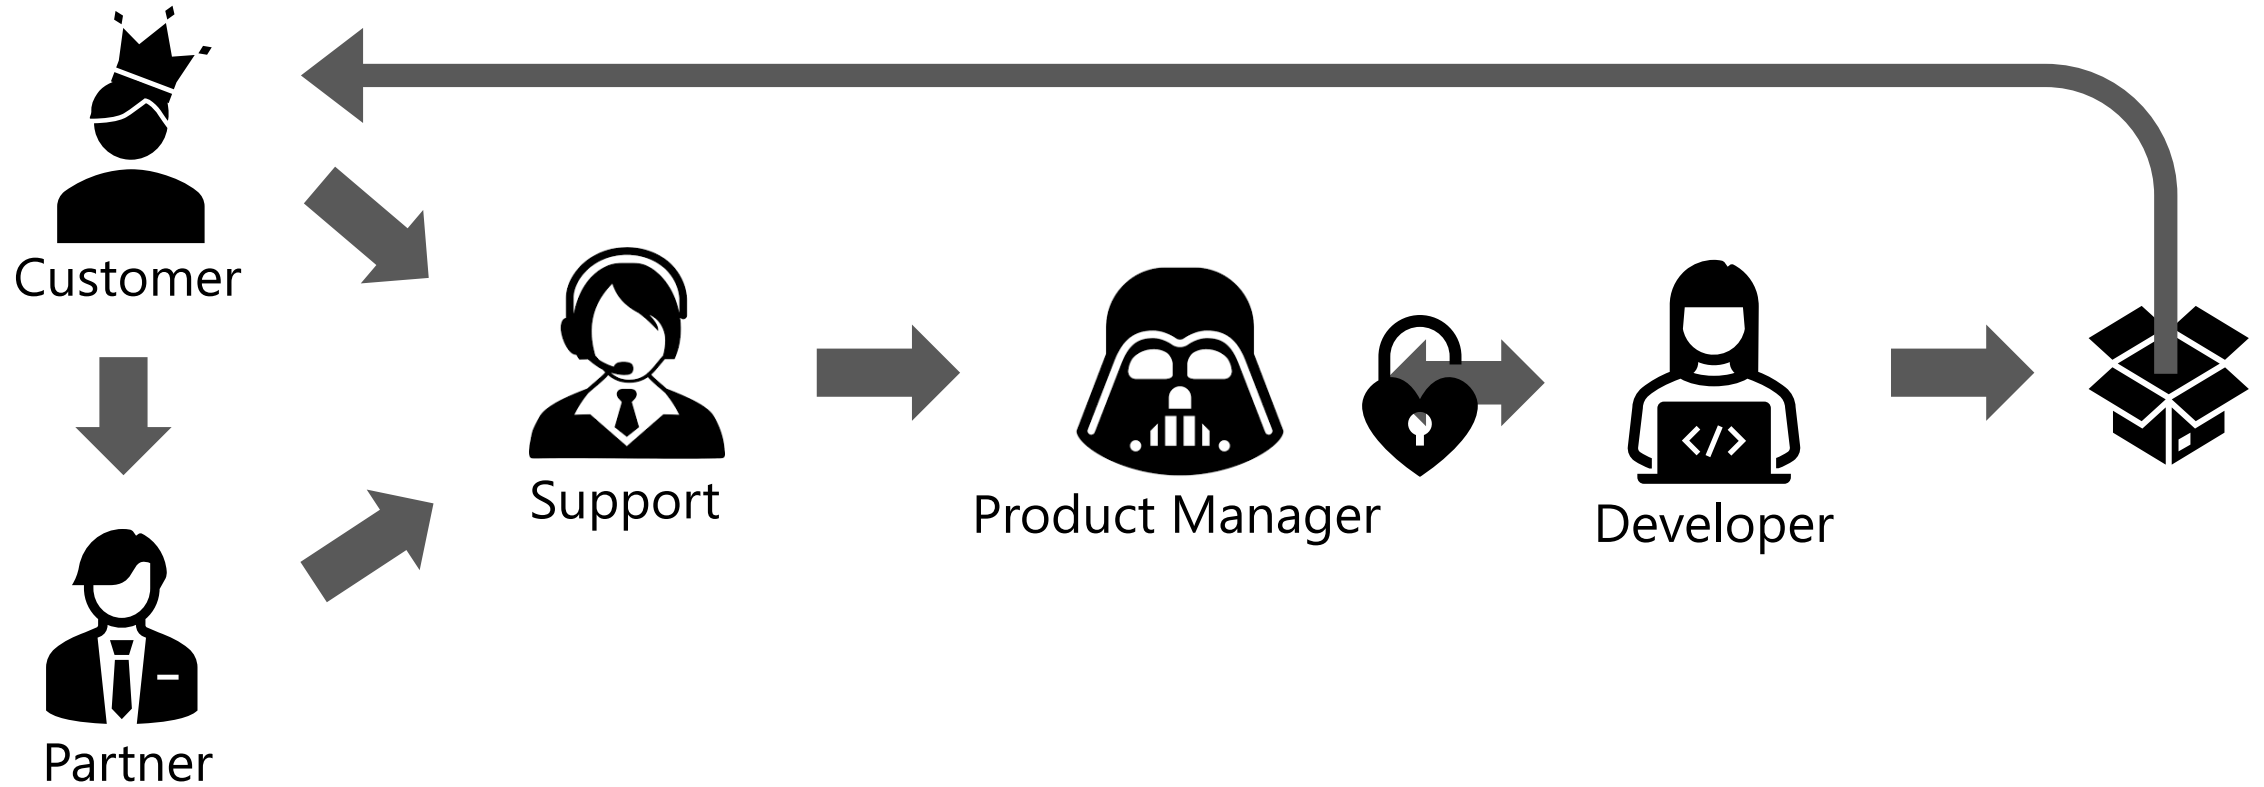 Customer
Support
Product Manager
</>
Developer
Partner